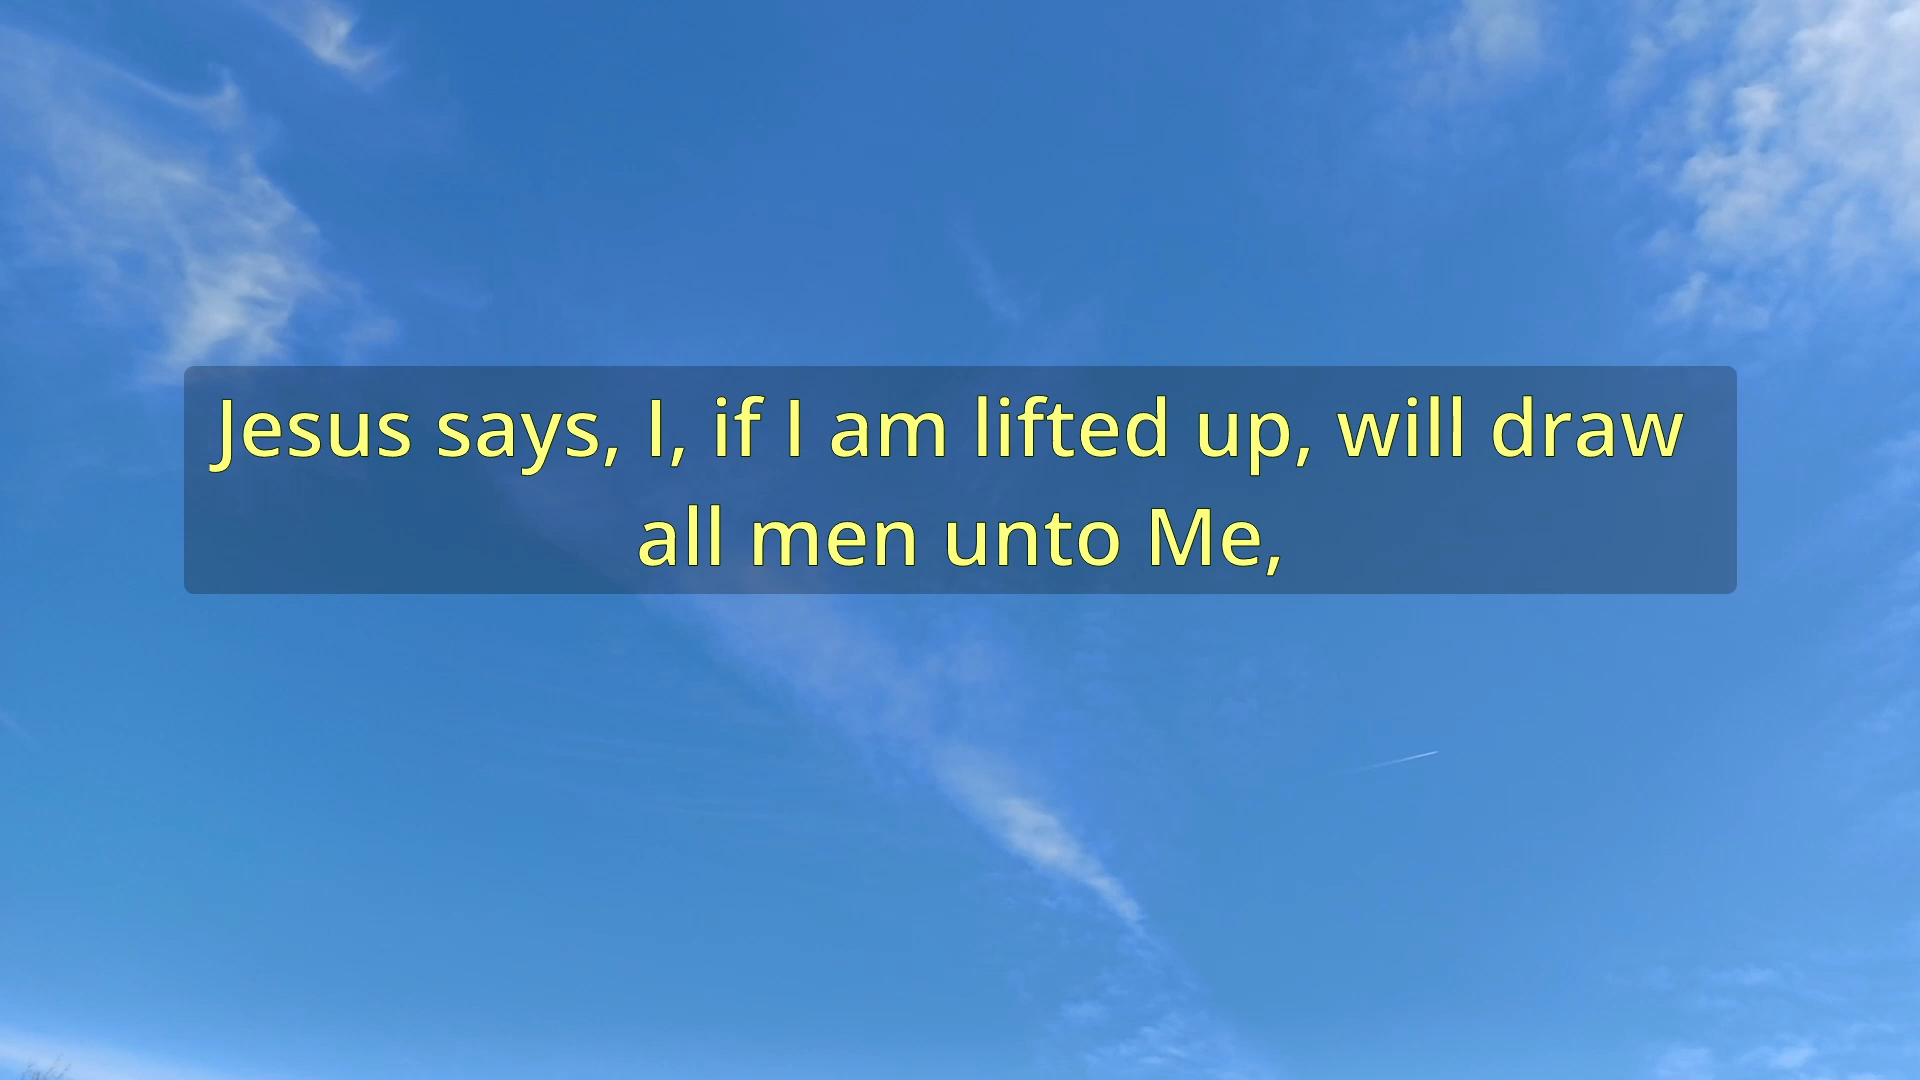 Jesus says, I, if I am lifted up, will draw
all men unto Me,